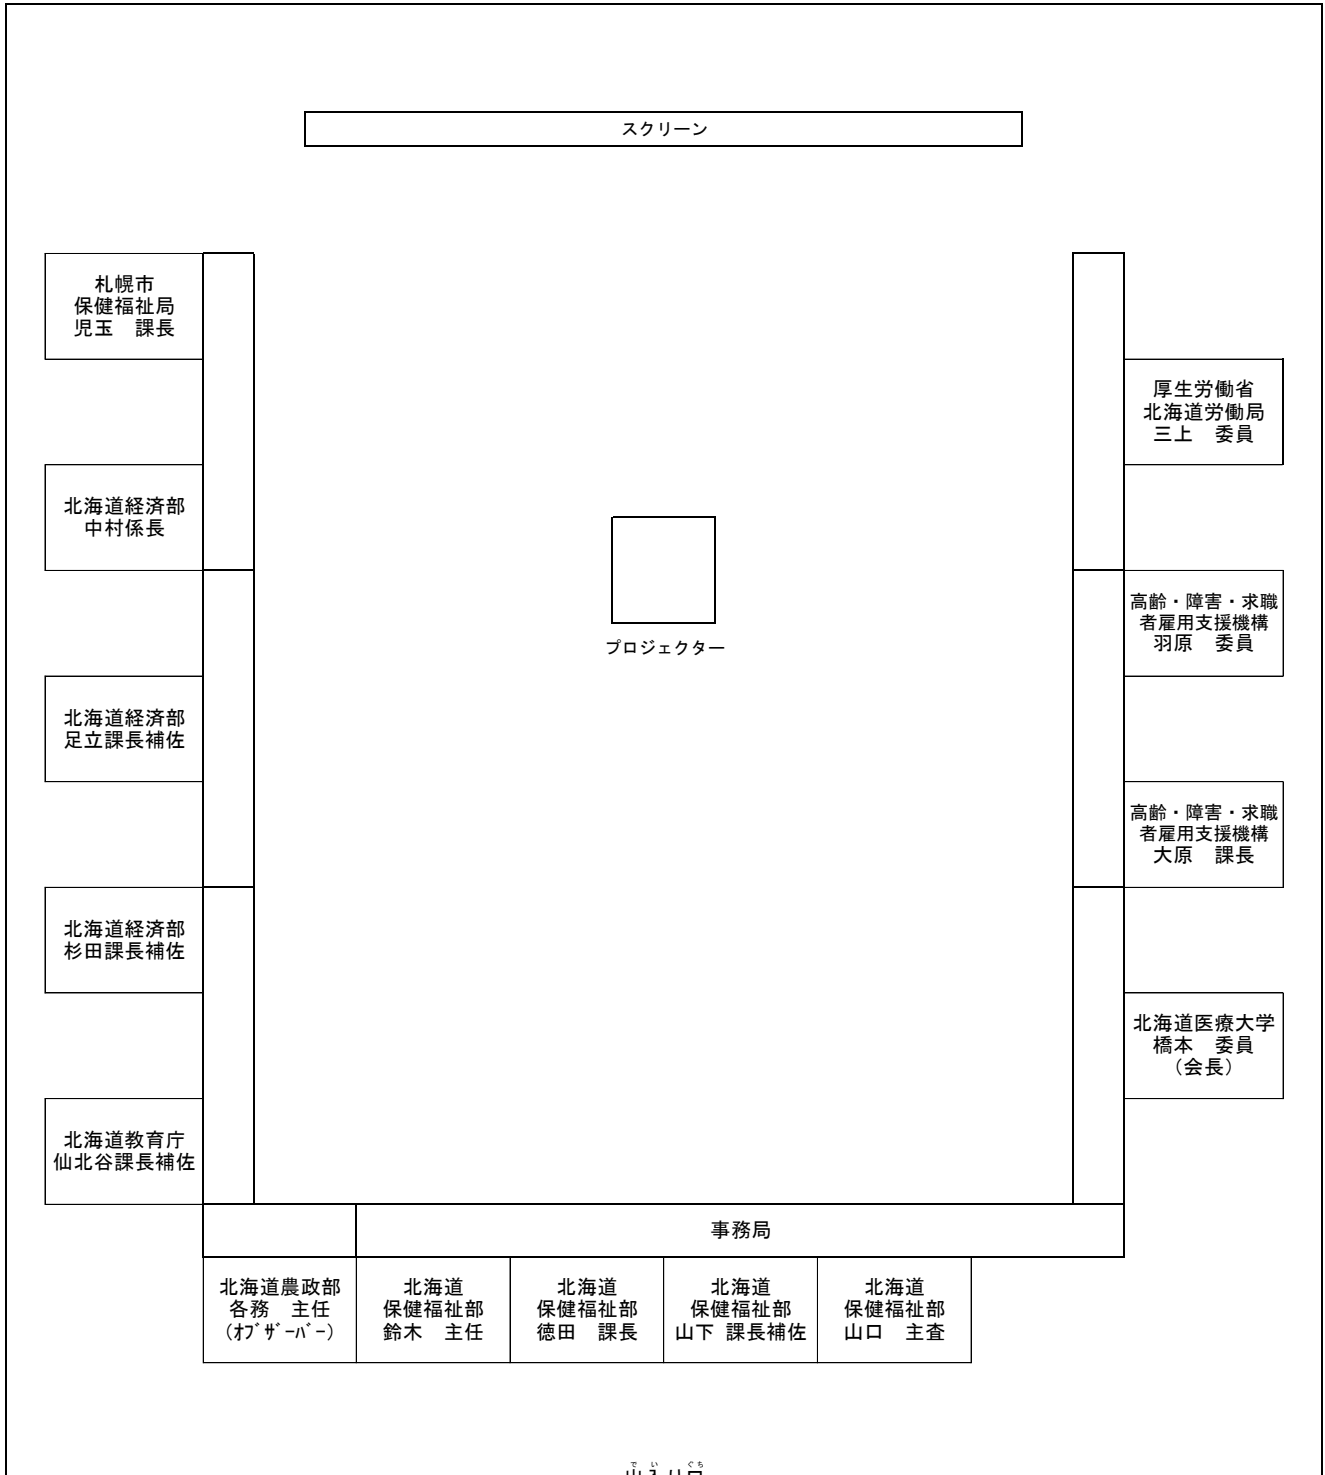 スクリーン
札幌市
保健福祉局
児玉　課長
厚生労働省
北海道労働局
三上　委員
北海道経済部
中村係長
高齢・障害・求職
者雇用支援機構
羽原　委員
プロジェクター
北海道経済部
足立課長補佐
高齢・障害・求職
者雇用支援機構
大原　課長
北海道経済部
杉田課長補佐
北海道医療大学
橋本　委員
（会長）
北海道教育庁
仙北谷課長補佐
事務局
北海道農政部
各務　主任
(ｵﾌﾞｻﾞｰﾊﾞｰ)
北海道
保健福祉部
鈴木　主任
北海道
保健福祉部
徳田　課長
北海道
保健福祉部
山下 課長補佐
北海道
保健福祉部
山口　主査
で い ぐち
出入り口